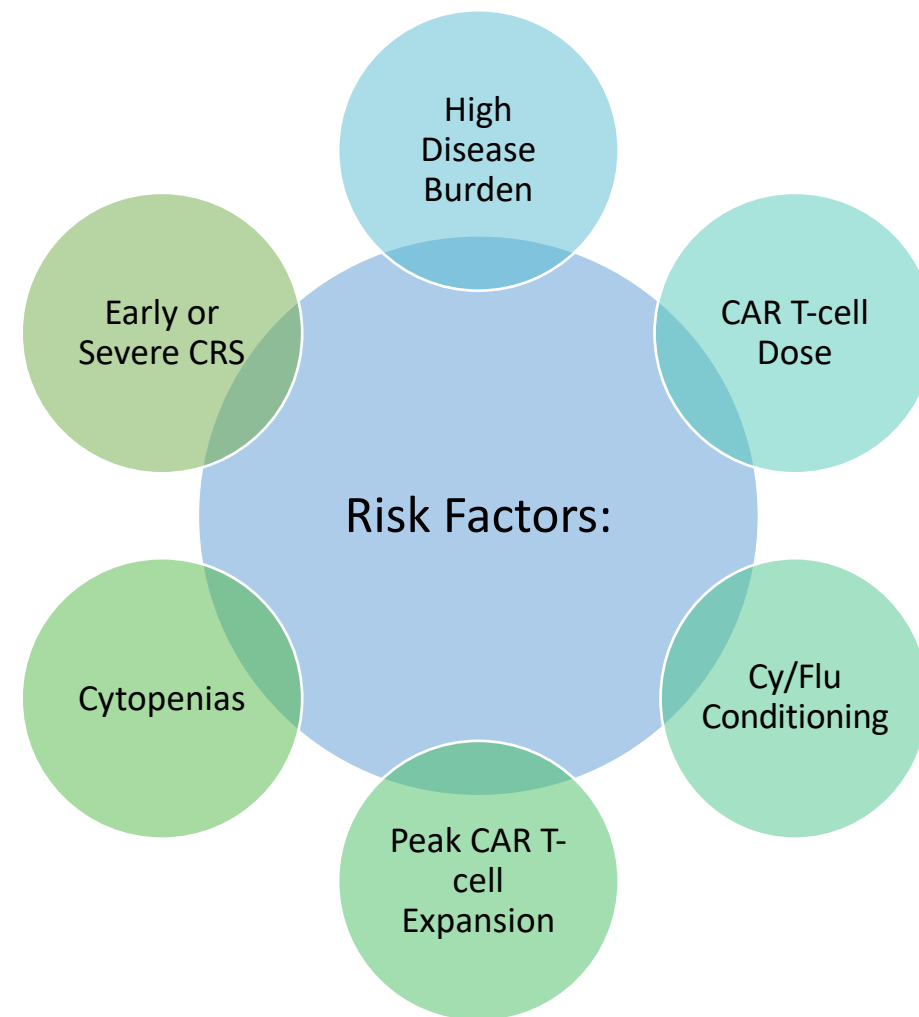 High
Disease
Burden
Early or
Severe CRS
CAR T-cell
Dose
Risk Factors:
Cytopenias
Cy/Flu
Conditioning
Peak CAR T-
cell
Expansion